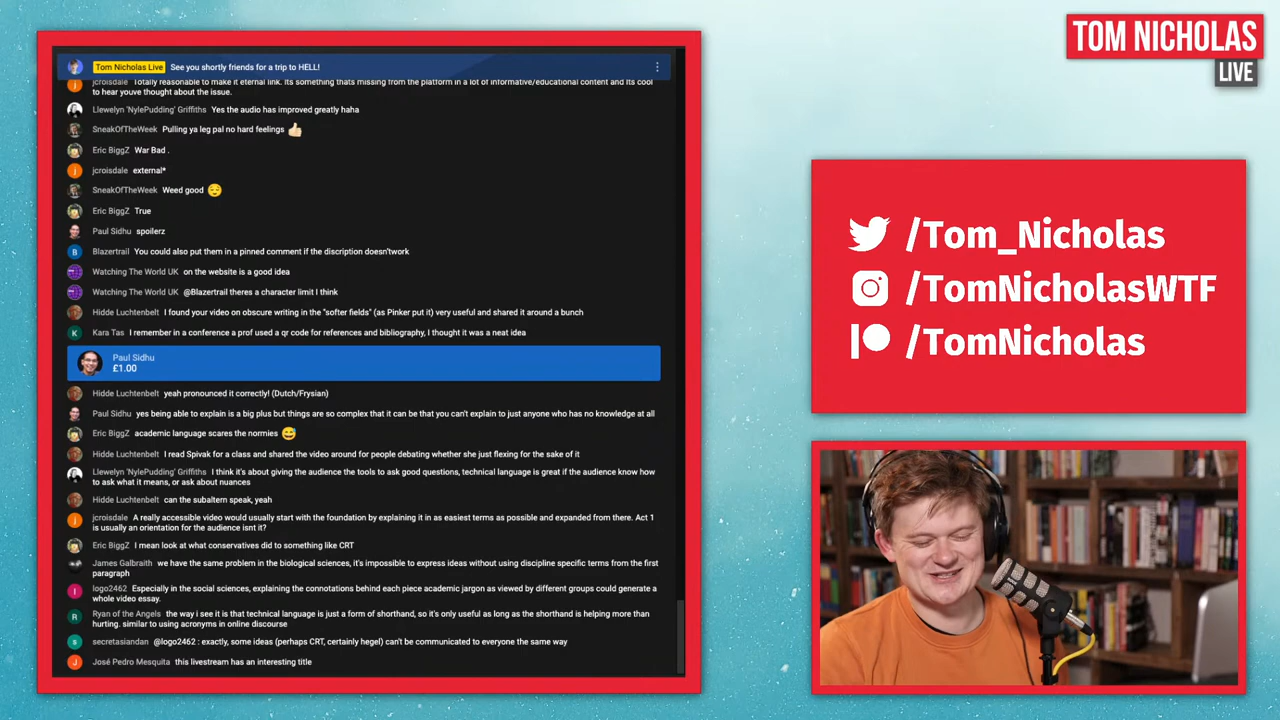 TOM NICHOLAS
LIVE
Tom Nicholas Live See you shortly friends for a trip to HELL!
jcroisdale Totally reasonable to make it eternal link. Its something thats missing from the platform in a lot of informative/educational content and its cool
to hear youve thought about the issue.
Llewelyn 'NylePudding' Griffiths Yes the audio has improved greatly haha
SneakOfTheWeek Pulling ya leg pal no hard feelings 👍🏻
Eric BiggZ War Bad .
jcroisdale external*
SneakOfTheWeek Weed good 😌
Eric BiggZ True
Paul Sidhu spoilerz
B
Blazertrail You could also put them in a pinned comment if the discription doesn'twork
Watching The World UK on the website is a good idea
Watching The World UK @Blazertrail theres a character limit I think
Hidde Luchtenbelt I found your video on obscure writing in the "softer fields" (as Pinker put it) very useful and shared it around a bunch
K
Kara Tas I remember in a conference a prof used a qr code for references and bibliography, I thought it was a neat idea
Paul Sidhu
£1.00
Hidde Luchtenbelt yeah pronounced it correctly! (Dutch/Frysian)
Paul Sidhu yes being able to explain is a big plus but things are so complex that it can be that you can't explain to just anyone who has no knowledge at all
Eric BiggZ academic language scares the normies 😅
Hidde Luchtenbelt I read Spivak for a class and shared the video around for people debating whether she just flexing for the sake of it
Llewelyn 'NylePudding' Griffiths I think it's about giving the audience the tools to ask good questions, technical language is great if the audience know how
to ask what it means, or ask about nuances
Hidde Luchtenbelt can the subaltern speak, yeah
j
jcroisdale A really accessible video would usually start with the foundation by explaining it in as easiest terms as possible and expanded from there. Act 1
is usually an orientation for the audience isnt it?
Eric BiggZ I mean look at what conservatives did to something like CRT
James Galbraith we have the same problem in the biological sciences, it's impossible to express ideas without using discipline specific terms from the first
paragraph
l
logo2462 Especially in the social sciences, explaining the connotations behind each piece academic jargon as viewed by different groups could generate a
whole video essay.
R
Ryan of the Angels the way i see it is that technical language is just a form of shorthand, so it's only useful as long as the shorthand is helping more than
hurting. similar to using acronyms in online discourse
s
secretasiandan @logo2462 : exactly, some ideas (perhaps CRT, certainly hegel) can't be communicated to everyone the same way
J
José Pedro Mesquita this livestream has an interesting title
/Tom_Nicholas
/TomNicholasWTF
/TomNicholas